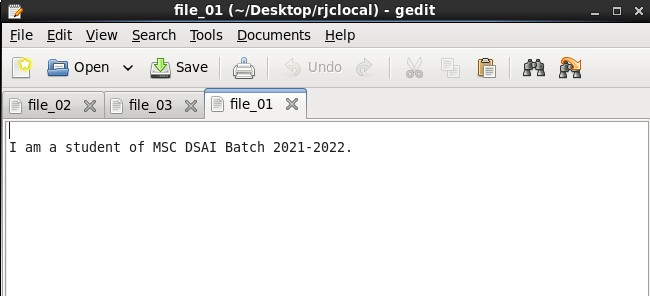 file_01 (~/Desktop/rjclocal) - gedit
File Edit View Search Tools Documents Help
Open Save Undo
file_02 file_03 file_01
I am a student of MSC DSAI Batch 2021-2022.